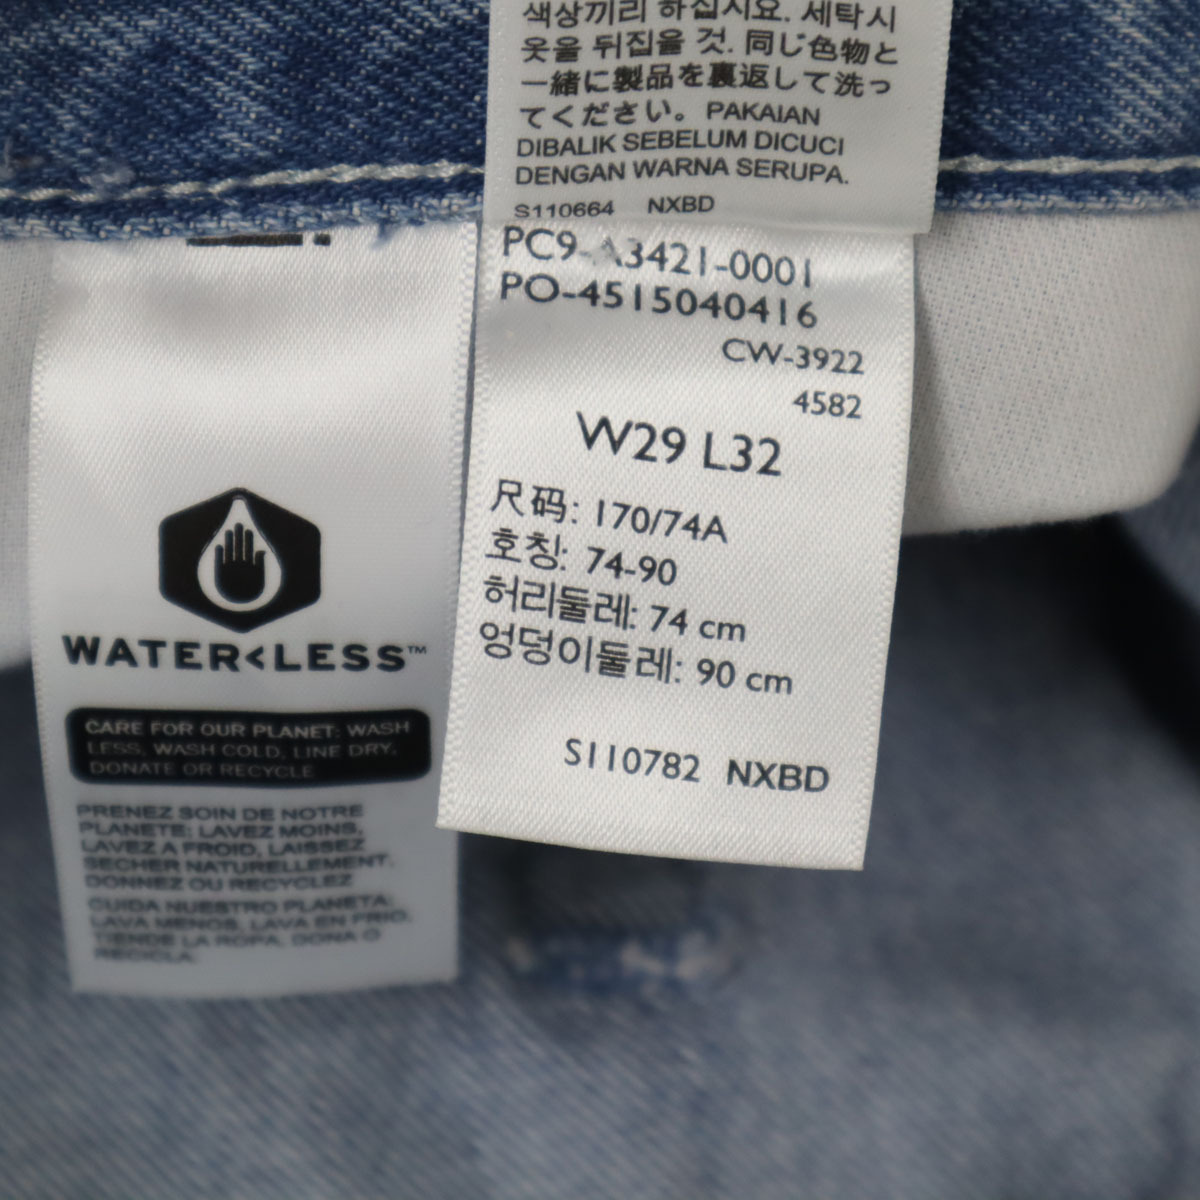 색상끼리 하십시요. 세탁시
옷을 뒤집을 것. 同じ色物と
一緒に製品を裏返して洗っ
てください。PAKAIAN
DIBALIK SEBELUM DICUCI
DENGAN WARNA SERUPA.
S110664 NXBD
PC9-A3421-0001
PO-4515040416
CW-3922
4582
W29 L32
尺码: 170/74A
호칭: 74-90
허리둘레: 74 cm
엉덩이둘레: 90 cm
S110782 NXBD
WATER<LESS™
CARE FOR OUR PLANET: WASH
LESS, WASH COLD, LINE DRY,
DONATE OR RECYCLE
PRENEZ SOIN DE NOTRE
PLANETE: LAVEZ MOINS,
LAVEZ A FROID, LAISSEZ
SECHER NATURELLEMENT,
DONNEZ OU RECYCLEZ
CUIDA NUESTRO PLANETA:
LAVA MENOS, LAVA EN FRIO,
TIENDE LA ROPA, DONA O
RECICLA.